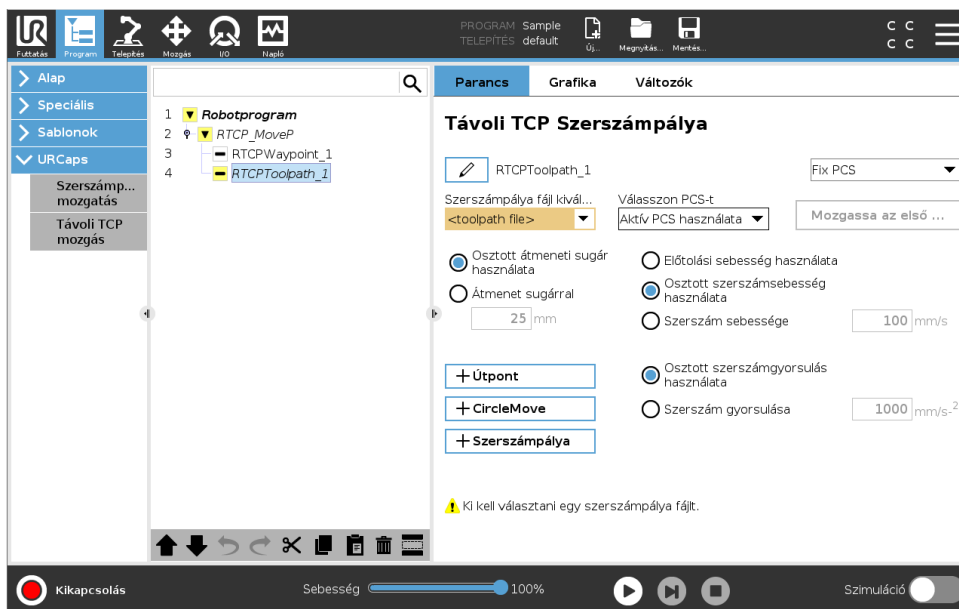 PROGRAM Sample
TELEPÍTÉS default
Futtatás Program Telepítés Mozgás I/O Napló Új... Megnyitás... Mentés...
C C
C C
Alap
Speciális
Sablonok
URCaps
Szerszámp...
mozgatás
Távoli TCP
mozgás
1 Robotprogram
2 RTCP_MoveP
3 RTCPWaypoint_1
4 RTCPToolpath_1
Parancs Grafika Változók
Távoli TCP Szerszámpálya
RTCPToolpath_1 Fix PCS
Szerszámpálya fájl kivál... Válasszon PCS-t
<toolpath file> Aktív PCS használata Mozgassa az első ...
Osztott átmeneti sugár
használata
Átmenet sugárral
25 mm
Előtolási sebesség használata
Osztott szerszámsebesség
használata
Szerszám sebessége 100 mm/s
+ Útpont
+ CircleMove
+ Szerszámpálya
Osztott szerszámgyorsulás
használata
Szerszám gyorsulása 1000 mm/s-2
Ki kell választani egy szerszámpálya fájlt.
Kikapcsolás Sebesség 100% Szimuláció